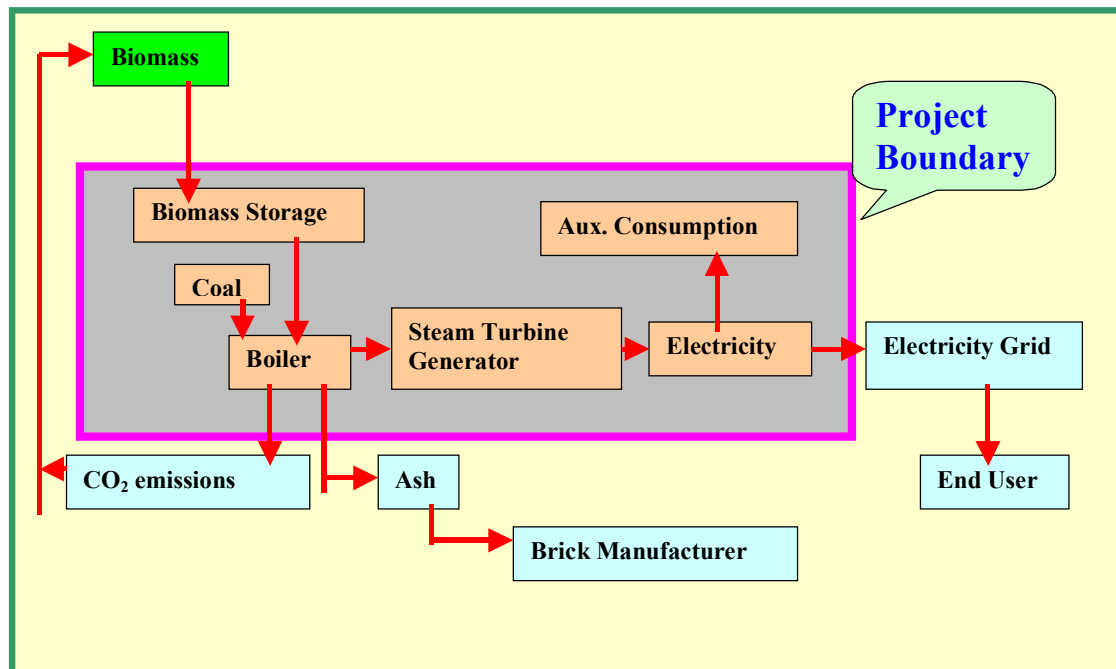 Biomass
Project
Boundary
Biomass Storage
Aux. Consumption
Coal
Boiler
Steam Turbine
Generator
Electricity
Electricity Grid
CO₂ emissions
Ash
End User
Brick Manufacturer